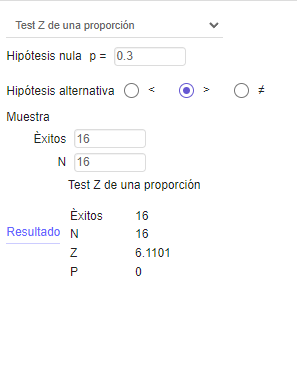 Test Z de una proporción
Hipótesis nula p = 0.3
Hipótesis alternativa < > ≠
Muestra
Èxitos 16
N 16
Test Z de una proporción
Èxitos 16
N 16
Resultado
Z 6.1101
P 0